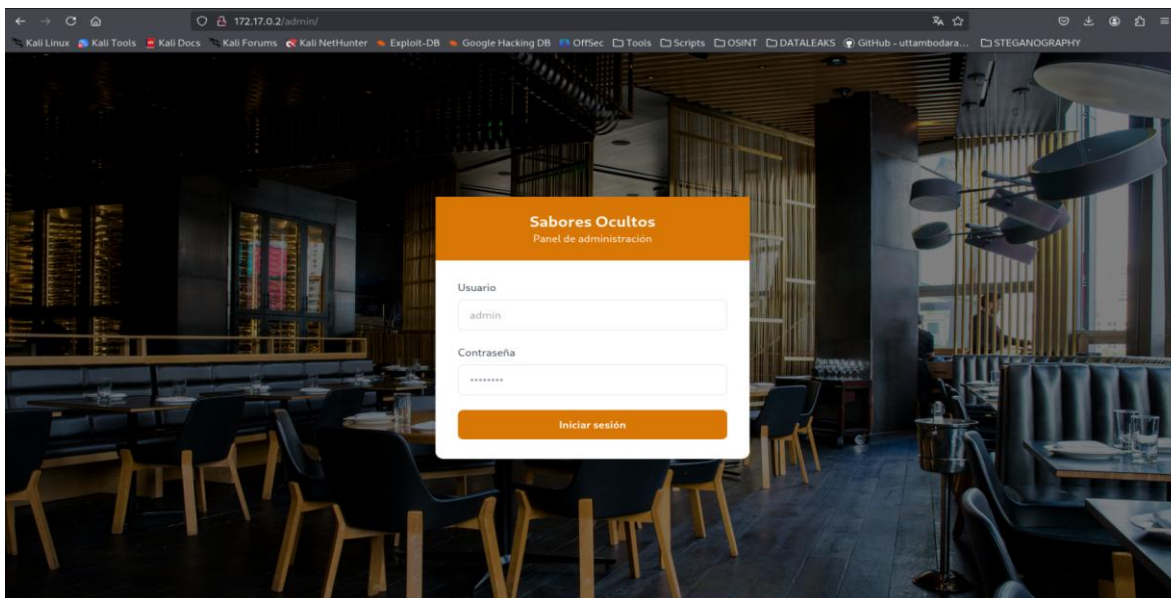 172.17.0.2/admin/
Kali Linux Kali Tools Kali Docs Kali Forums Kali NetHunter Exploit-DB Google Hacking DB OffSec Tools Scripts OSINT DATALEAKS GitHub - uttambodara... STEGANOGRAPHY
Sabores Ocultos
Panel de administración
Usuario
admin
Contraseña
••••••••
Iniciar sesión